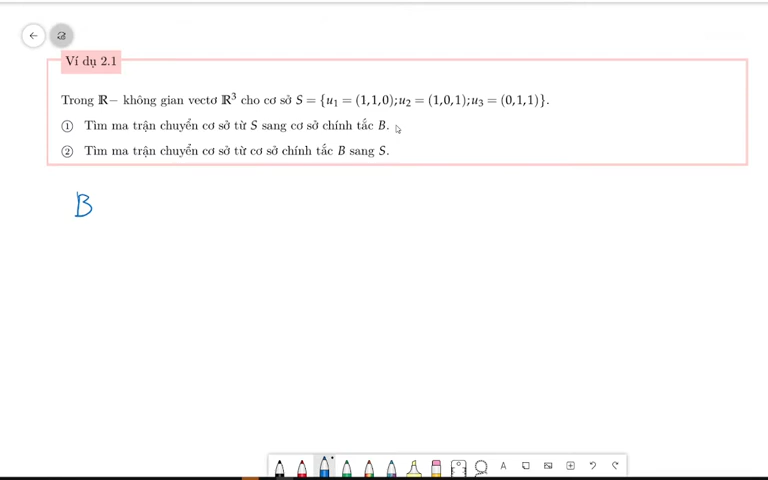 Ví dụ 2.1
Trong ℝ− không gian vectơ ℝ³ cho cơ sở S = {u₁ = (1,1,0); u₂ = (1,0,1); u₃ = (0,1,1)}.
① Tìm ma trận chuyển cơ sở từ S sang cơ sở chính tắc B.
② Tìm ma trận chuyển cơ sở từ cơ sở chính tắc B sang S.
B
A